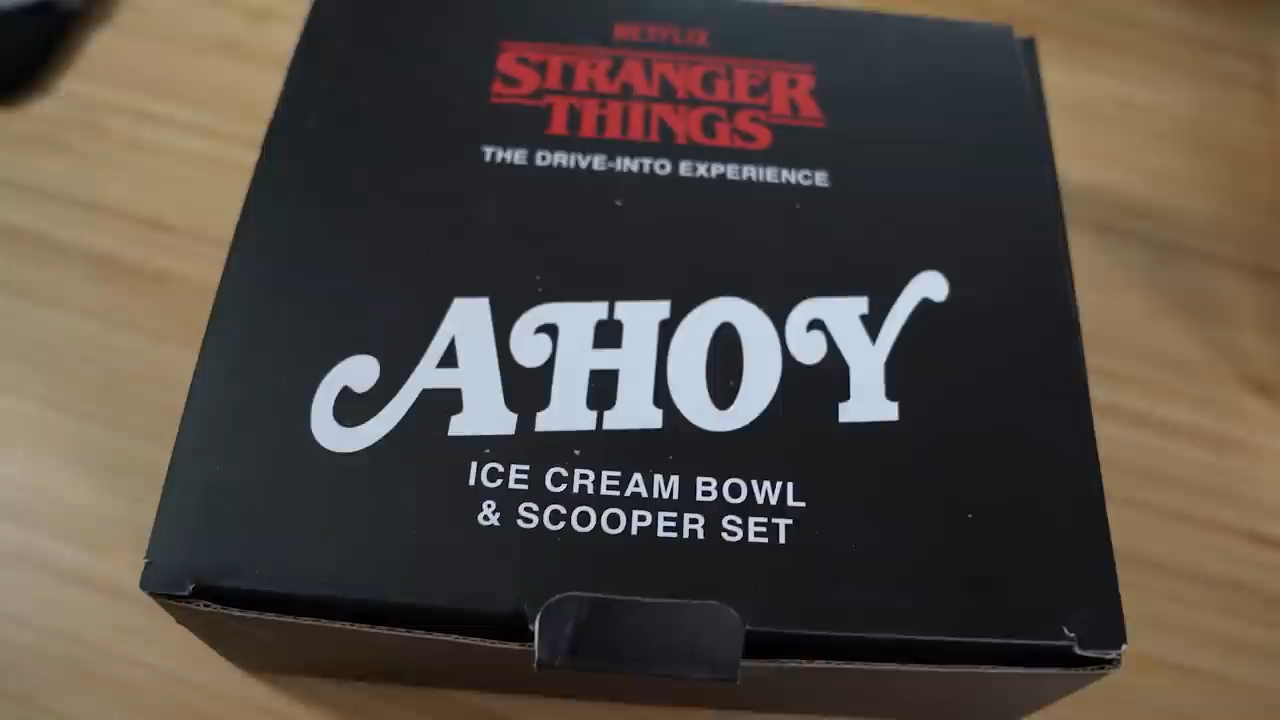 NETFLIX
STRANGER
THINGS
THE DRIVE-INTO EXPERIENCE
AHOY
ICE CREAM BOWL
& SCOOPER SET